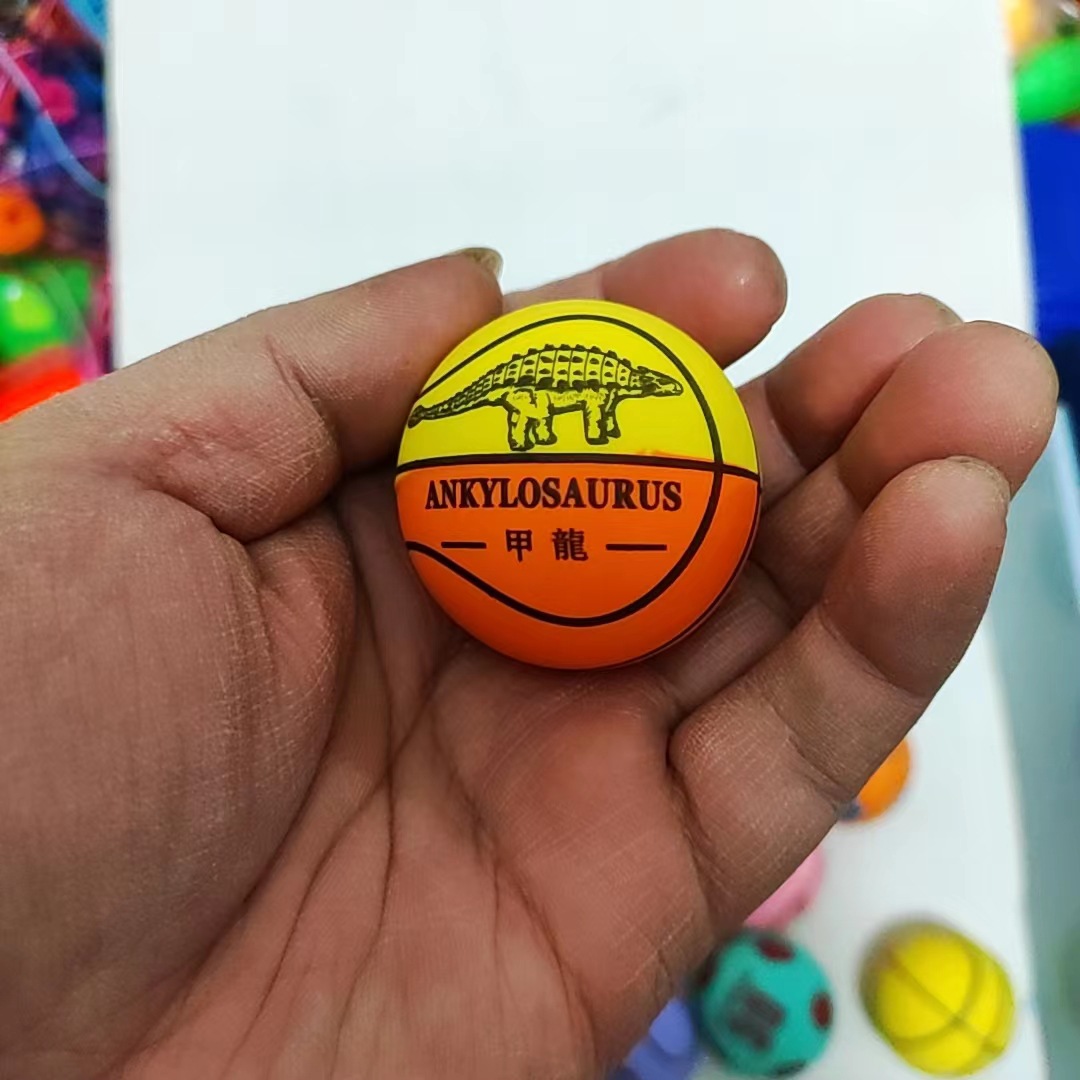 ANKYLOSAURUS
— 甲龍 —